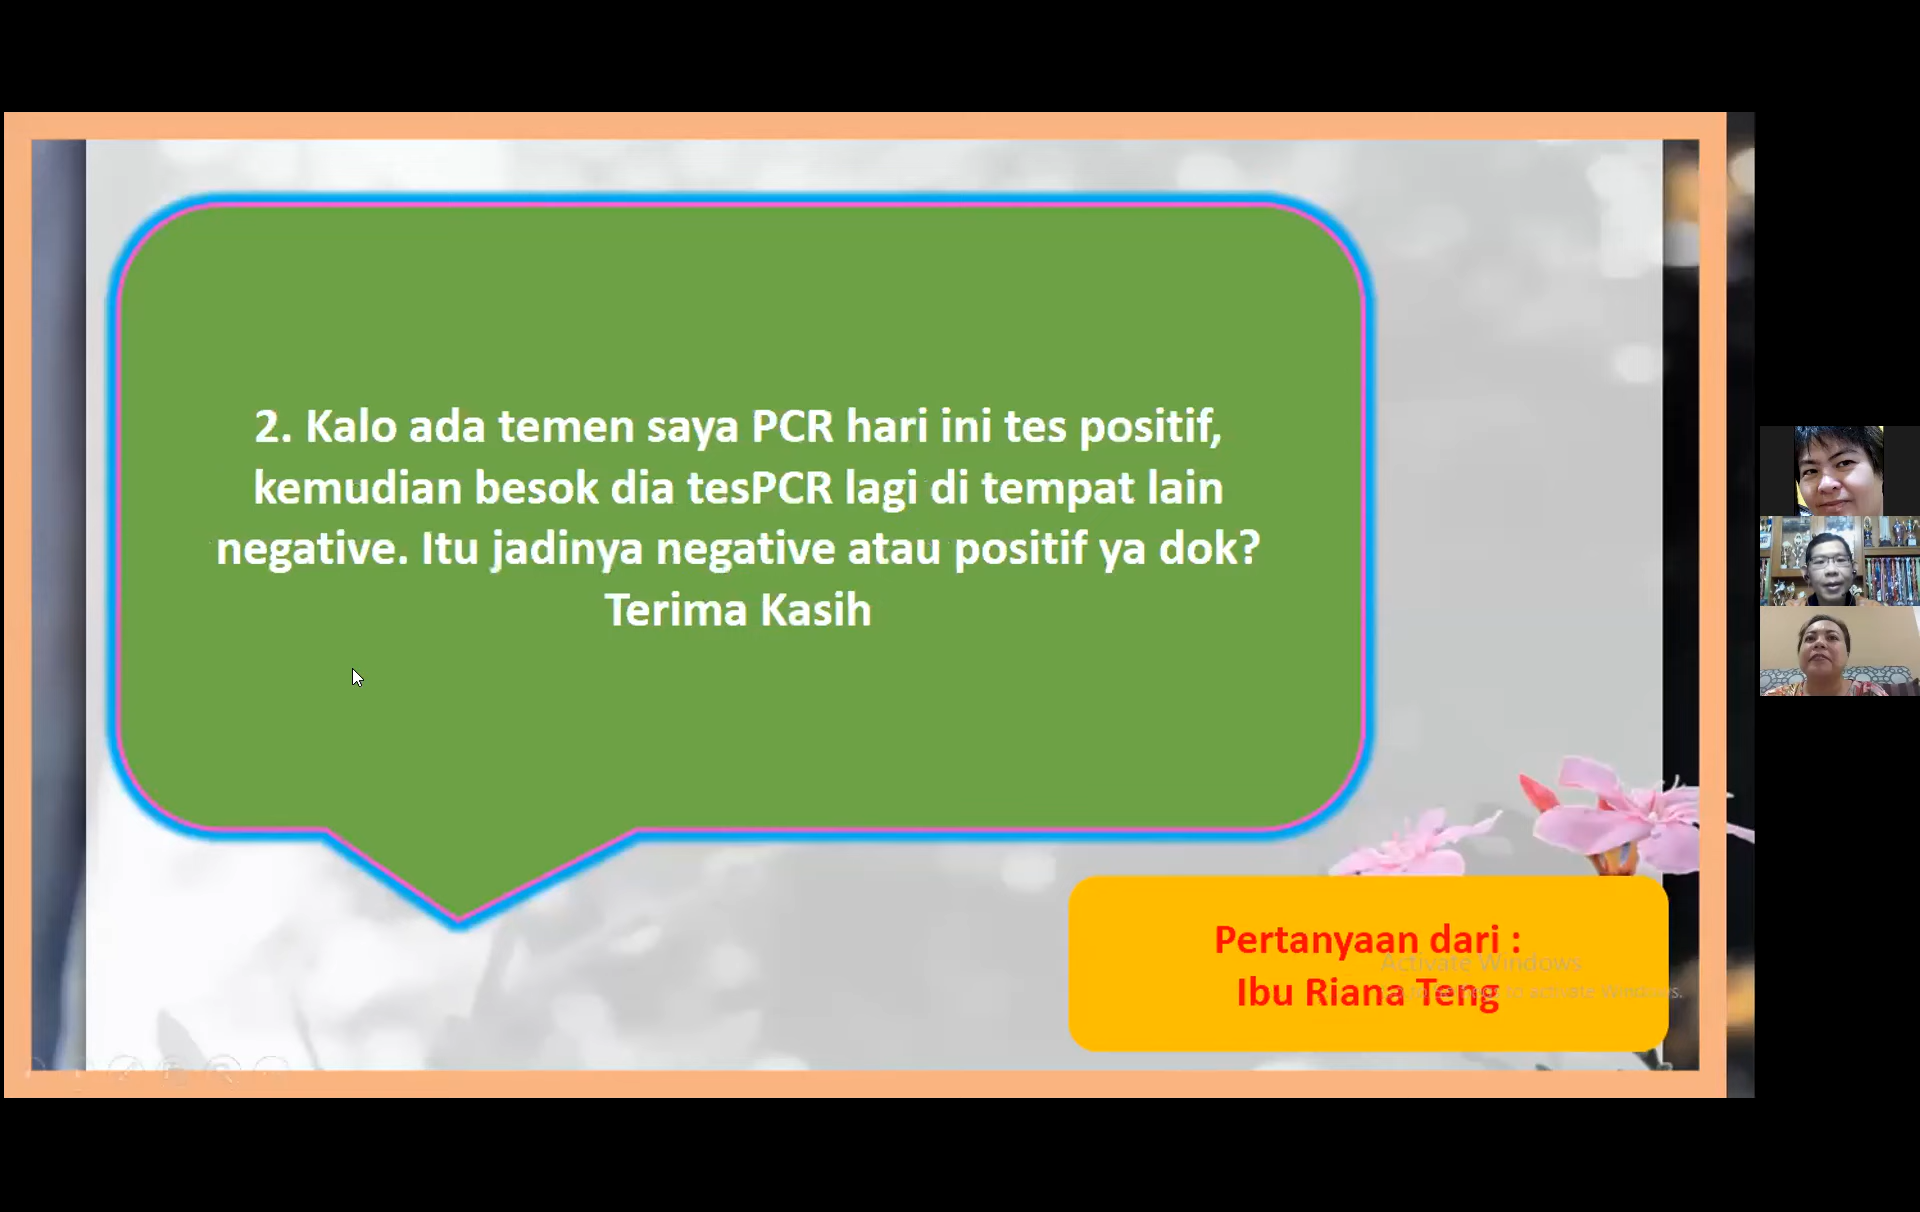 2. Kalo ada temen saya PCR hari ini tes positif,
kemudian besok dia tesPCR lagi di tempat lain
negative. Itu jadinya negative atau positif ya dok?
Terima Kasih
Pertanyaan dari :
Activate Windows
Ibu Riana Teng
to activate Windows.